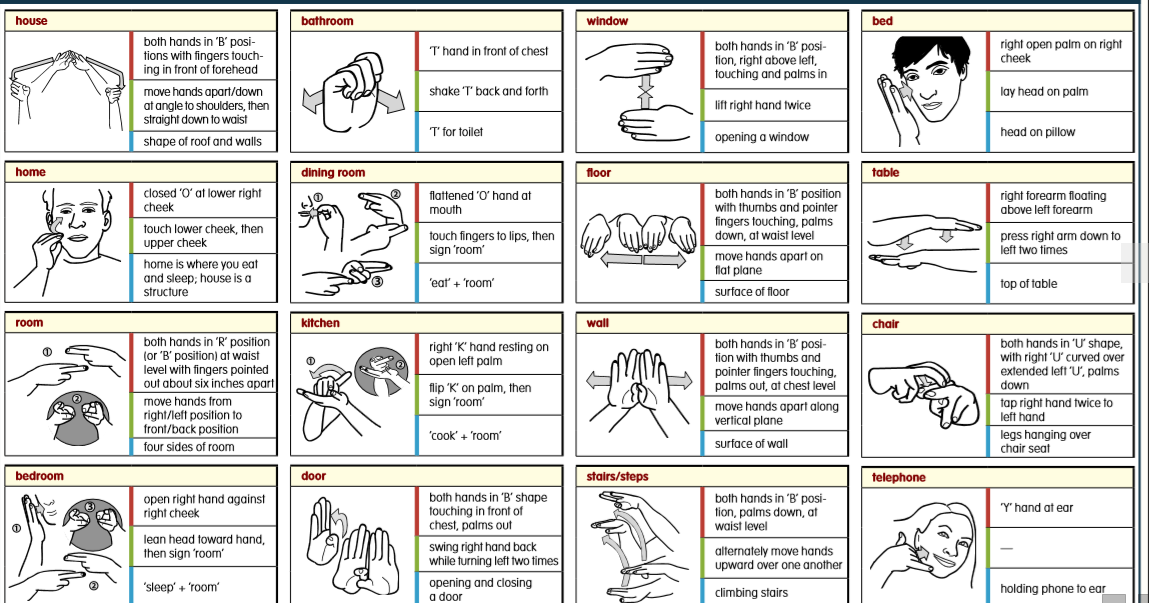 house
both hands in 'B' posi-
tions with fingers touch-
ing in front of forehead
move hands apart/down
at angle to shoulders, then
straight down to waist
shape of roof and walls
bathroom
'T' hand in front of chest
shake 'T' back and forth
'T' for toilet
window
both hands in 'B' posi-
tion, right above left,
touching and palms in
lift right hand twice
opening a window
bed
right open palm on right
cheek
lay head on palm
head on pillow
home
closed 'O' at lower right
cheek
touch lower cheek, then
upper cheek
home is where you eat
and sleep; house is a
structure
dining room
①
②
③
flattened 'O' hand at
mouth
touch fingers to lips, then
sign 'room'
'eat' + 'room'
floor
both hands in 'B' position
with thumbs and pointer
fingers touching, palms
down, at waist level
move hands apart on
flat plane
surface of floor
table
right forearm floating
above left forearm
press right arm down to
left two times
top of table
room
①
②
both hands in 'R' position
(or 'B' position) at waist
level with fingers pointed
out about six inches apart
move hands from
right/left position to
front/back position
four sides of room
kitchen
①
②
right 'K' hand resting on
open left palm
flip 'K' on palm, then
sign 'room'
'cook' + 'room'
wall
both hands in 'B' posi-
tion with thumbs and
pointer fingers touching,
palms out, at chest level
move hands apart along
vertical plane
surface of wall
chair
both hands in 'U' shape,
with right 'U' curved over
extended left 'U', palms
down
tap right hand twice to
left hand
legs hanging over
chair seat
bedroom
①
③
②
open right hand against
right cheek
lean head toward hand,
then sign 'room'
'sleep' + 'room'
door
both hands in 'B' shape
touching in front of
chest, palms out
swing right hand back
while turning left two times
opening and closing
a door
stairs/steps
both hands in 'B' posi-
tion, palms down, at
waist level
alternately move hands
upward over one another
climbing stairs
telephone
'Y' hand at ear
—
holding phone to ear